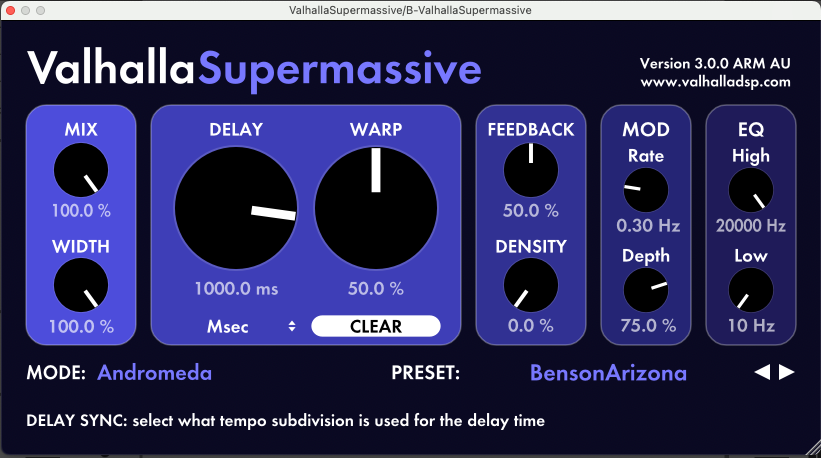 ValhallaSupermassive/B-ValhallaSupermassive
ValhallaSupermassive
Version 3.0.0 ARM AU
www.valhalladsp.com
MIX
100.0 %
WIDTH
100.0 %
DELAY
1000.0 ms
Msec
WARP
50.0 %
CLEAR
FEEDBACK
50.0 %
DENSITY
0.0 %
MOD
Rate
0.30 Hz
Depth
75.0 %
EQ
High
20000 Hz
Low
10 Hz
MODE: Andromeda
PRESET: BensonArizona
DELAY SYNC: select what tempo subdivision is used for the delay time